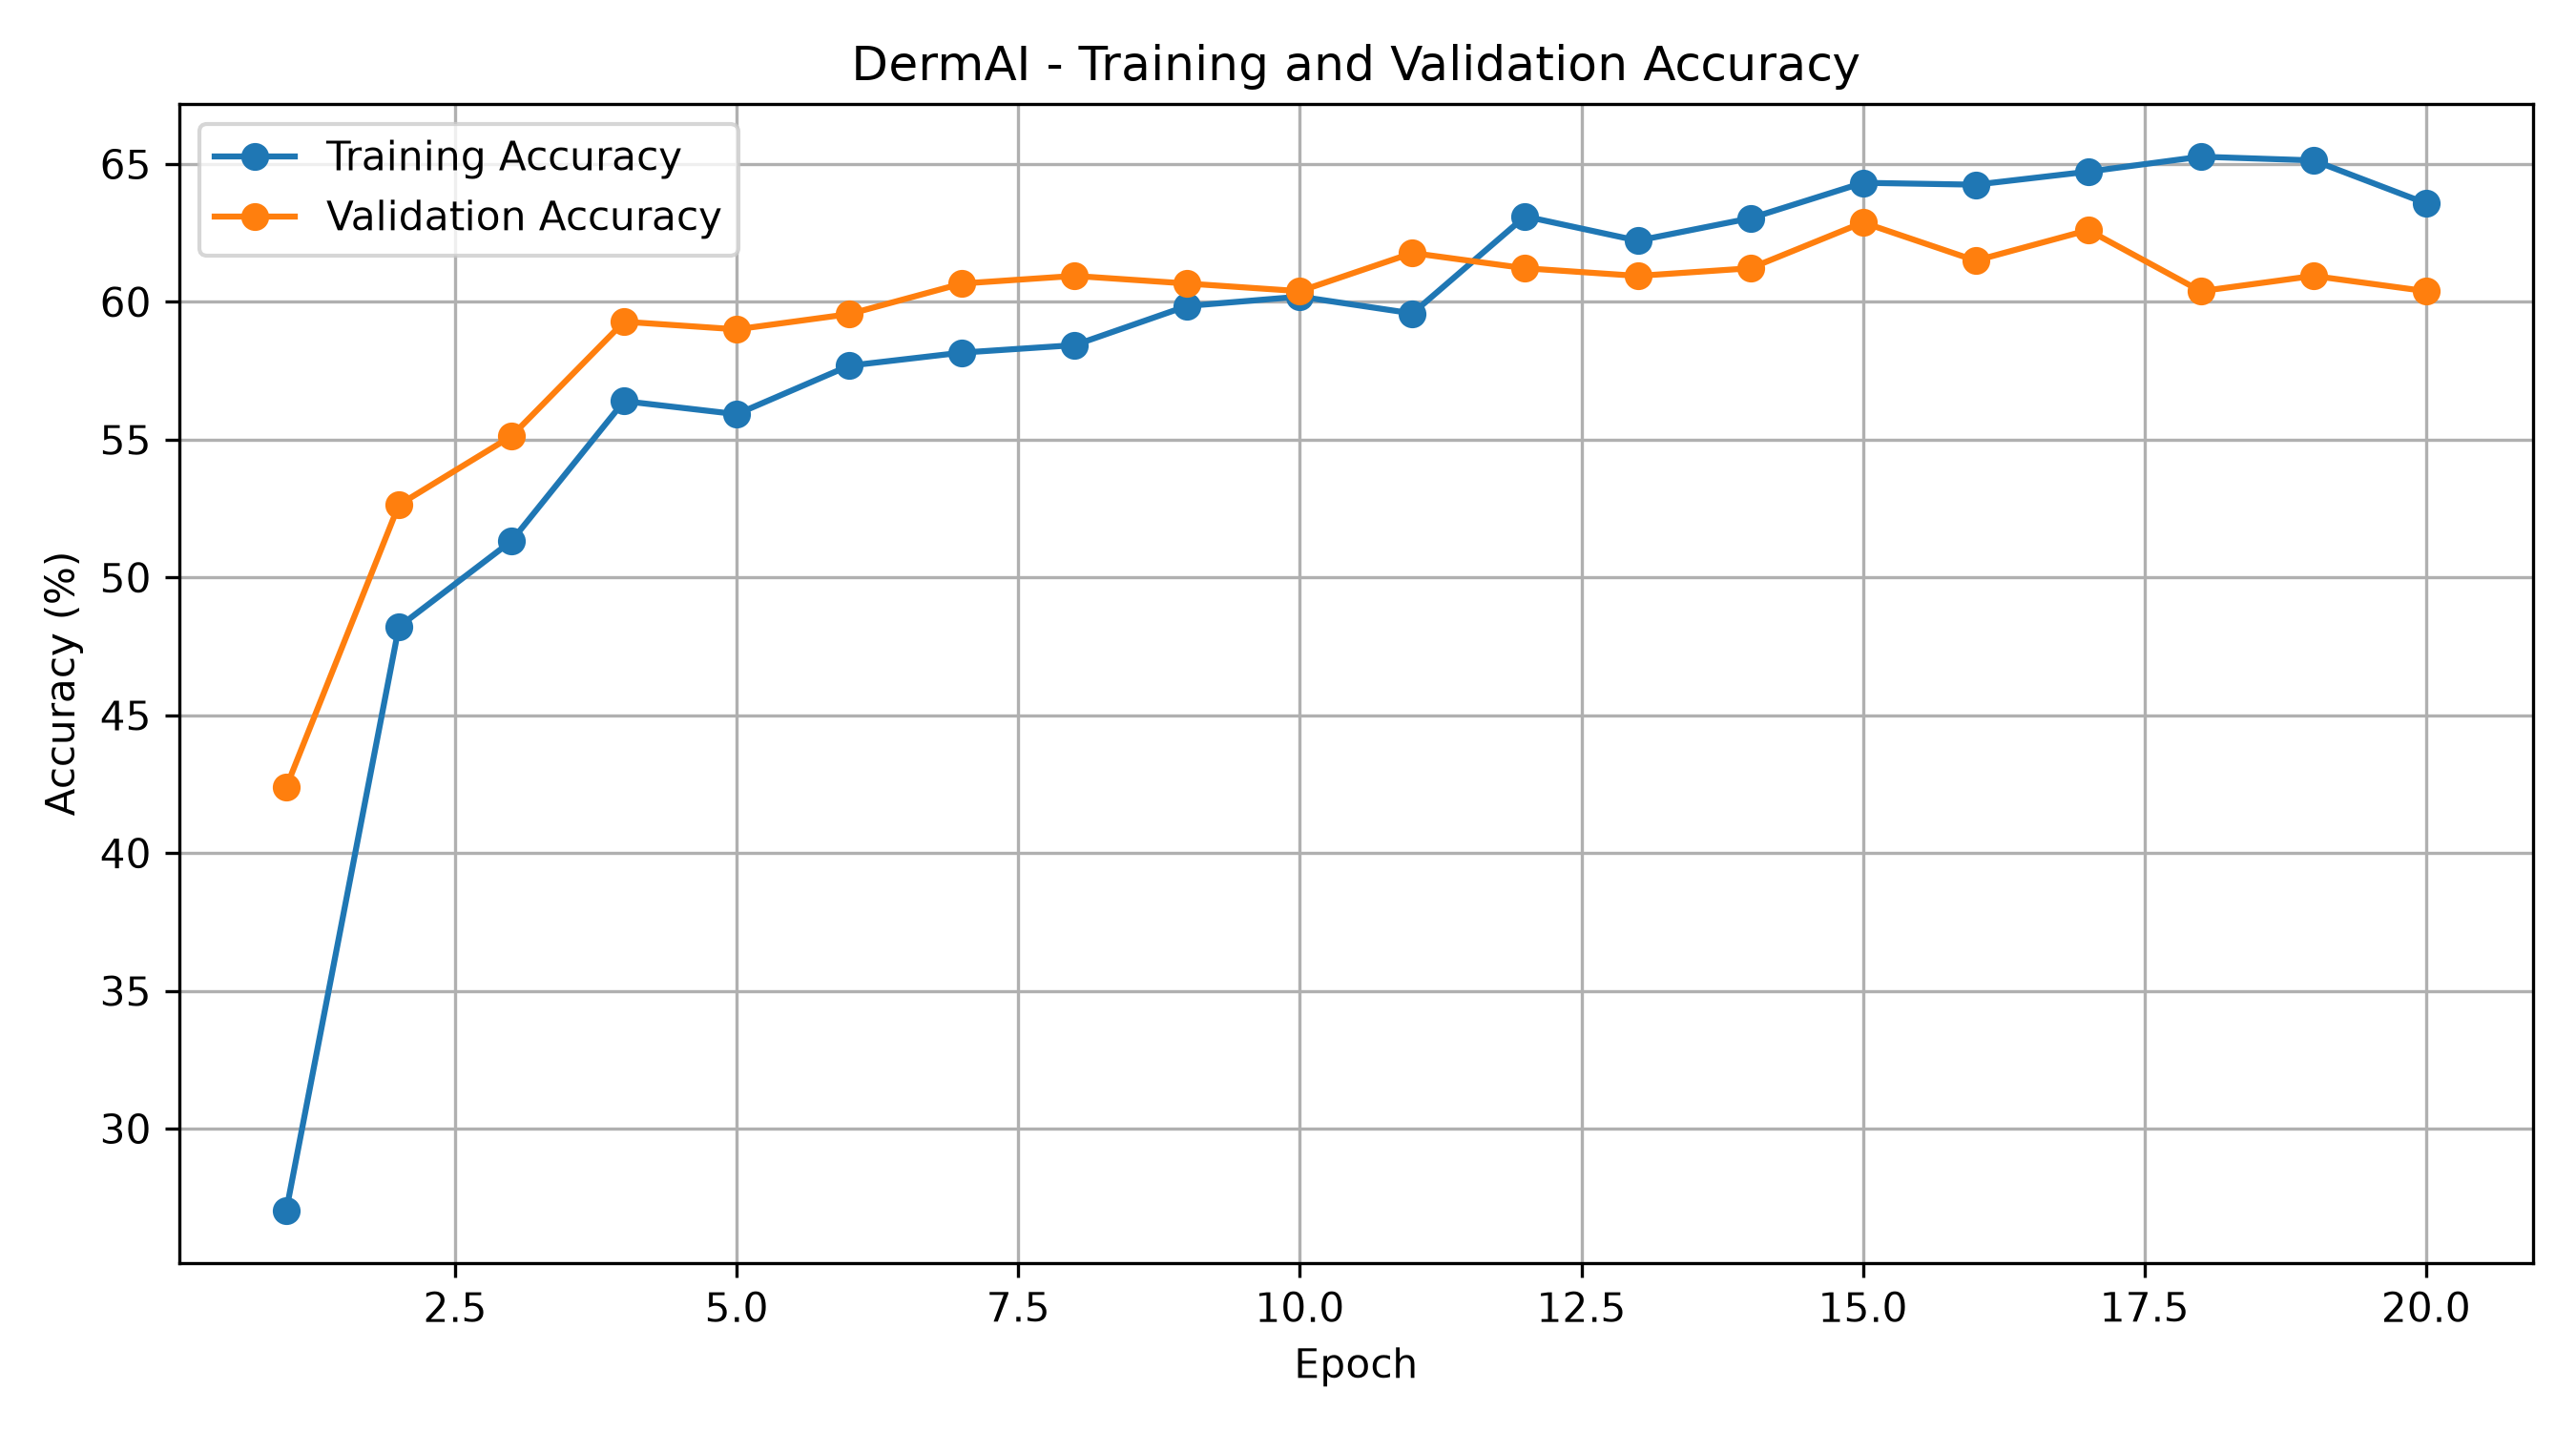 DermAI - Training and Validation Accuracy
Training Accuracy
Validation Accuracy
65
60
55
50
45
40
35
30
Accuracy (%)
2.5 5.0 7.5 10.0 12.5 15.0 17.5 20.0
Epoch